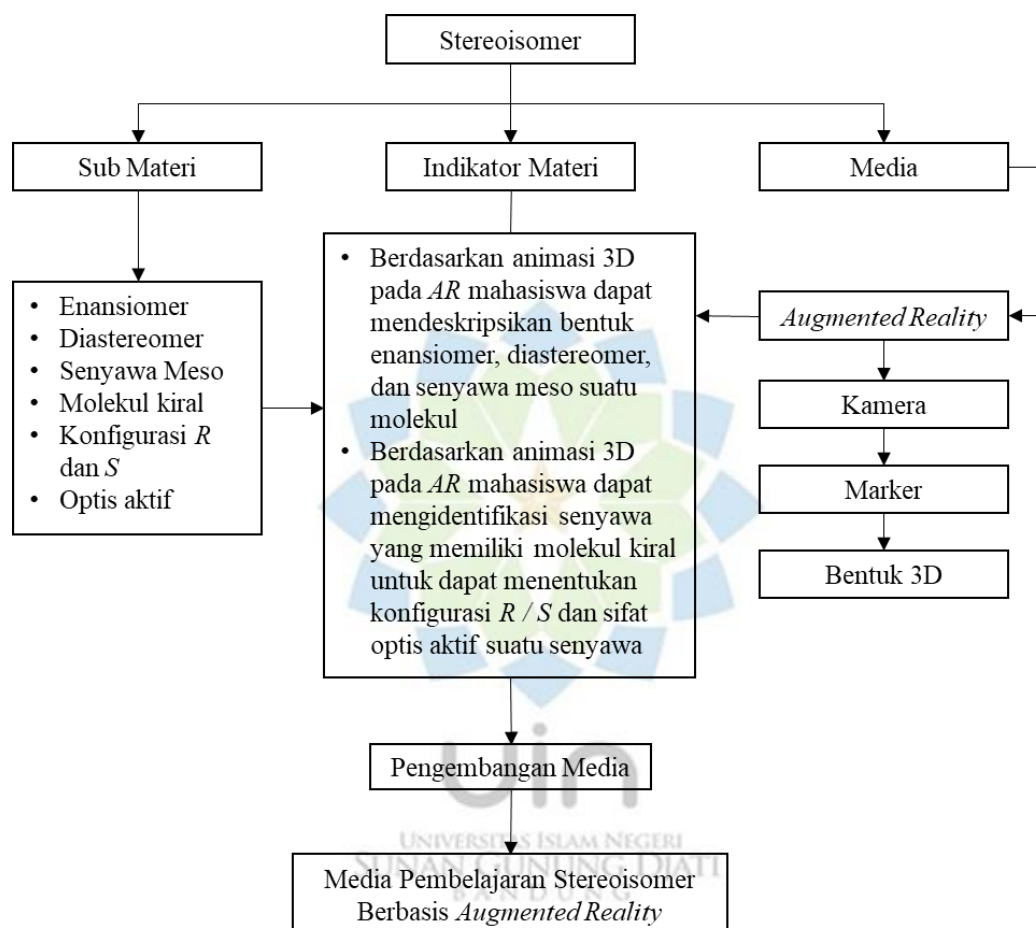 Stereoisomer
Sub Materi
Indikator Materi
Media
• Enansiomer
• Diastereomer
• Senyawa Meso
• Molekul kiral
• Konfigurasi R
dan S
• Optis aktif
• Berdasarkan animasi 3D
pada AR mahasiswa dapat
mendeskripsikan bentuk
enansiomer, diastereomer,
dan senyawa meso suatu
molekul
• Berdasarkan animasi 3D
pada AR mahasiswa dapat
mengidentifikasi senyawa
yang memiliki molekul kiral
untuk dapat menentukan
konfigurasi R / S dan sifat
optis aktif suatu senyawa
Augmented Reality
Kamera
Marker
Bentuk 3D
Pengembangan Media
uin
UNIVERSITAS ISLAM NEGERI
SUNAN GUNUNG DJATI
BANDUNG
Media Pembelajaran Stereoisomer
Berbasis Augmented Reality